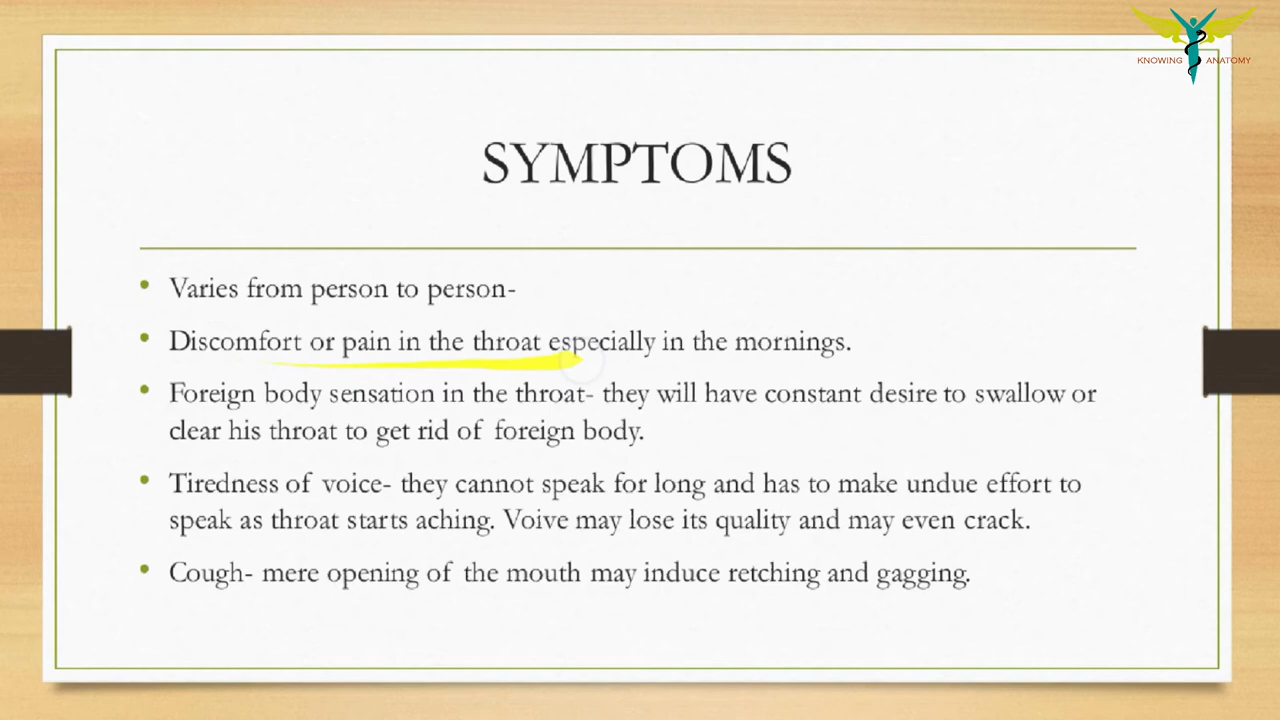 KNOWING ANATOMY
SYMPTOMS
Varies from person to person-
Discomfort or pain in the throat especially in the mornings.
Foreign body sensation in the throat- they will have constant desire to swallow or
clear his throat to get rid of foreign body.
Tiredness of voice- they cannot speak for long and has to make undue effort to
speak as throat starts aching. Voive may lose its quality and may even crack.
Cough- mere opening of the mouth may induce retching and gagging.